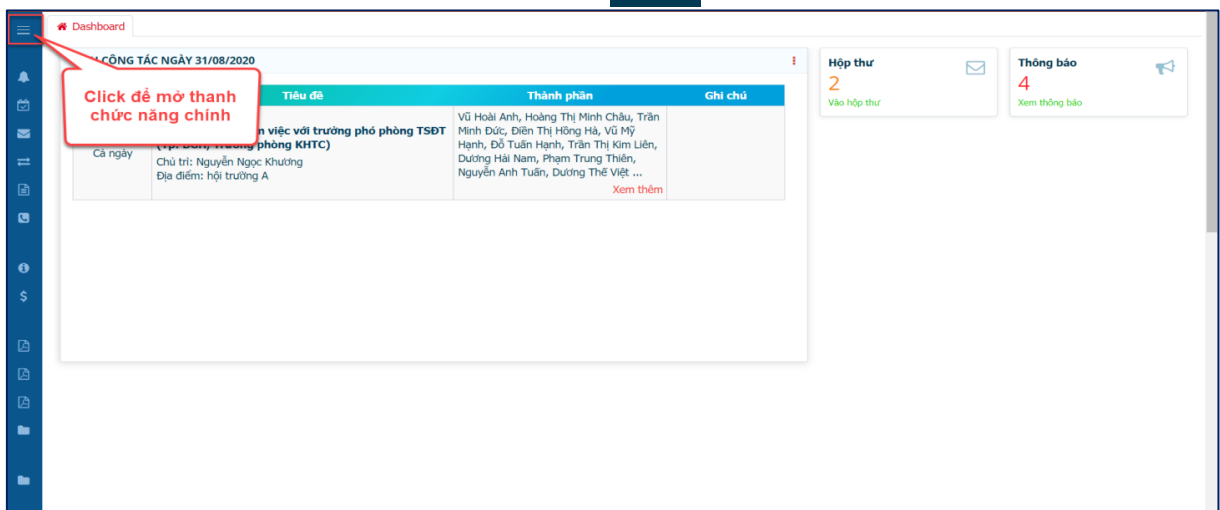 Dashboard
CÔNG TÁC NGÀY 31/08/2020
Click để mở thanh
chức năng chính
Tiêu đề
Thành phần
Ghi chú
Cả ngày
việc với trưởng phó phòng TSĐT
phòng KHTC)
Chủ trì: Nguyễn Ngọc Khương
Địa điểm: hội trường A
Vũ Hoài Anh, Hoàng Thị Minh Châu, Trần
Minh Đức, Điền Thị Hồng Hà, Vũ Mỹ
Hạnh, Đỗ Tuấn Hạnh, Trần Thị Kim Liên,
Dương Hải Nam, Phạm Trung Thiên,
Nguyễn Anh Tuấn, Dương Thế Việt ...
Xem thêm
Hộp thư
2
Vào hộp thư
Thông báo
4
Xem thông báo